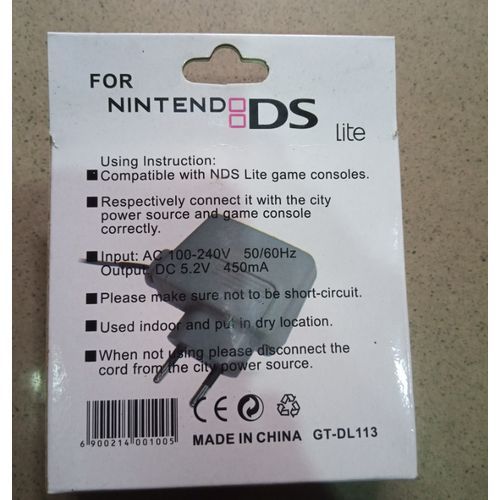 FOR
NINTENDO DS
Lite
Using Instruction:
Compatible with NDS Lite game consoles.
Respectively connect it with the city
power source and game console
correctly.
Input: AC 100-240V 50/60Hz
Output: DC 5.2V 450mA
Please make sure not to be short-circuit.
Used indoor and put in dry location.
When not using please disconnect the
cord from the city power source.
CE
6 900214 001005
MADE IN CHINA GT-DL113